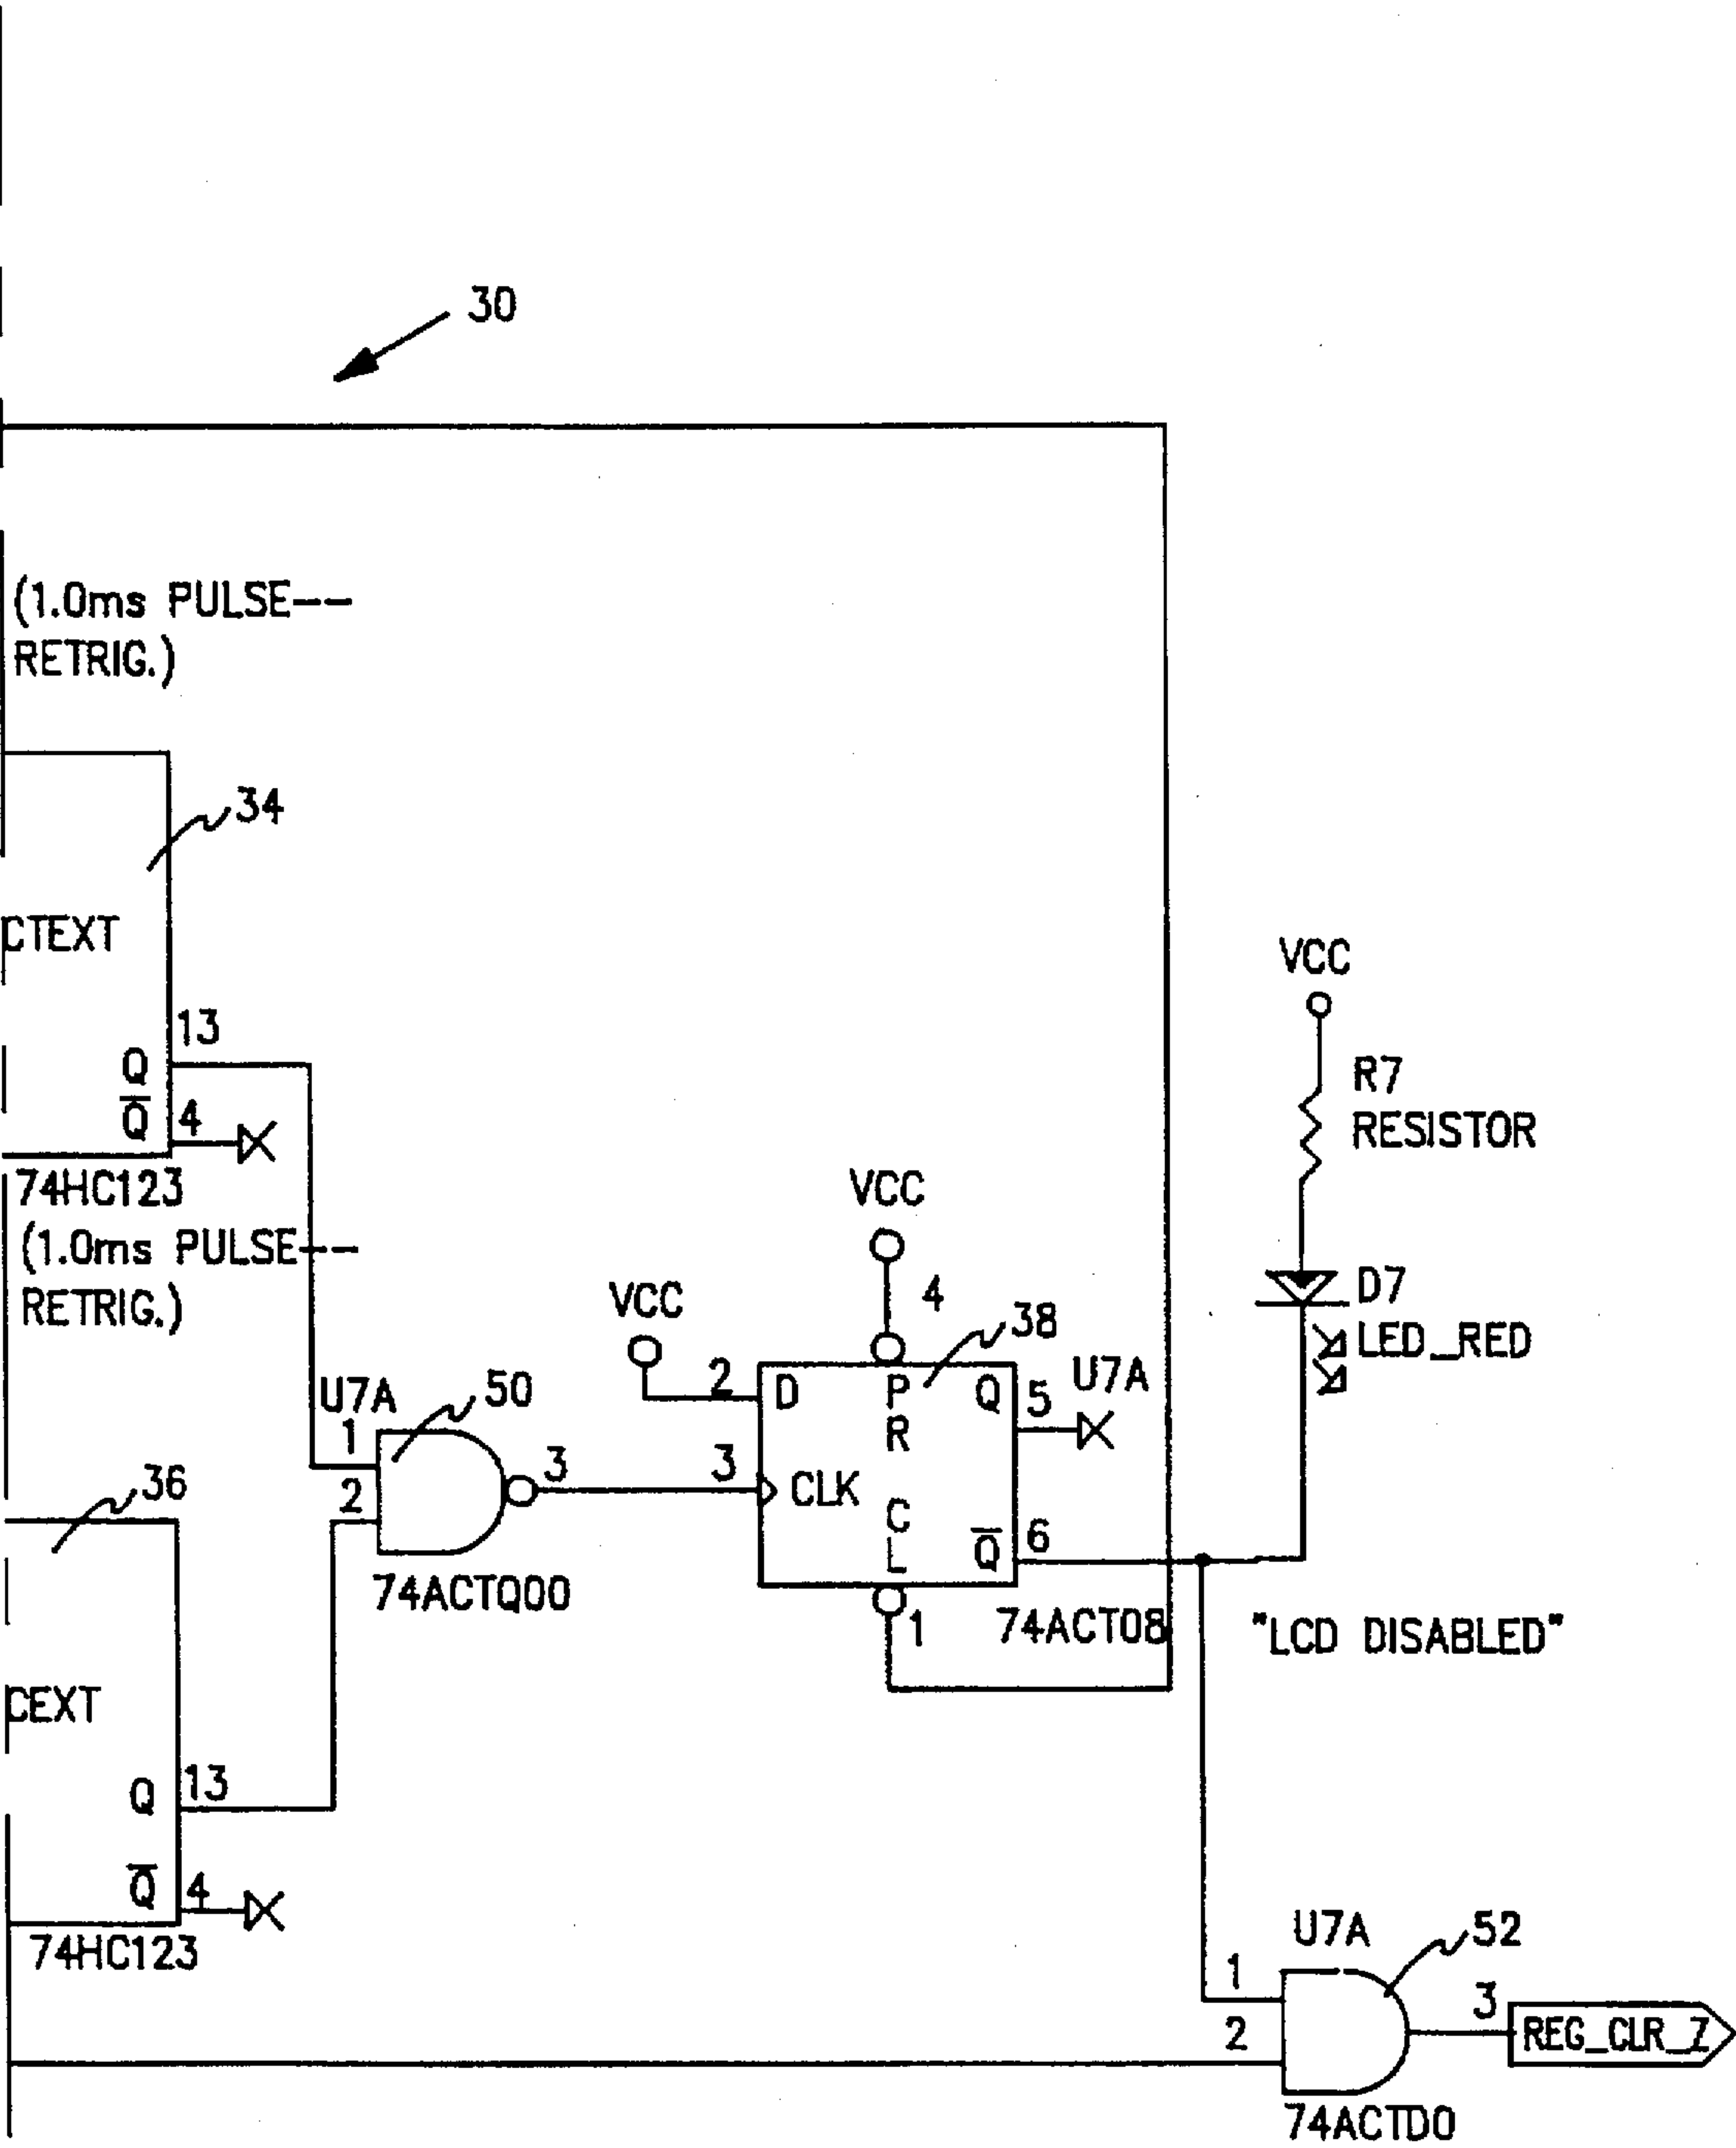 30
(1.0ms PULSE--
RETRIG.)
34
CTEXT
13
Q
Q
4
74HC123
(1.0ms PULSE--
RETRIG.)
VCC
R7
RESISTOR
VCC
4
VCC
D7
LED_RED
38
U7A
2
D
PR
Q
5
U7A
50
1
2
3
3
CLK
CL
Q
6
74ACTQ00
1
74ACT08
"LCD DISABLED"
36
CEXT
Q
13
Q
4
74HC123
U7A
52
1
2
3
REG_CLR_Z
74ACTD0